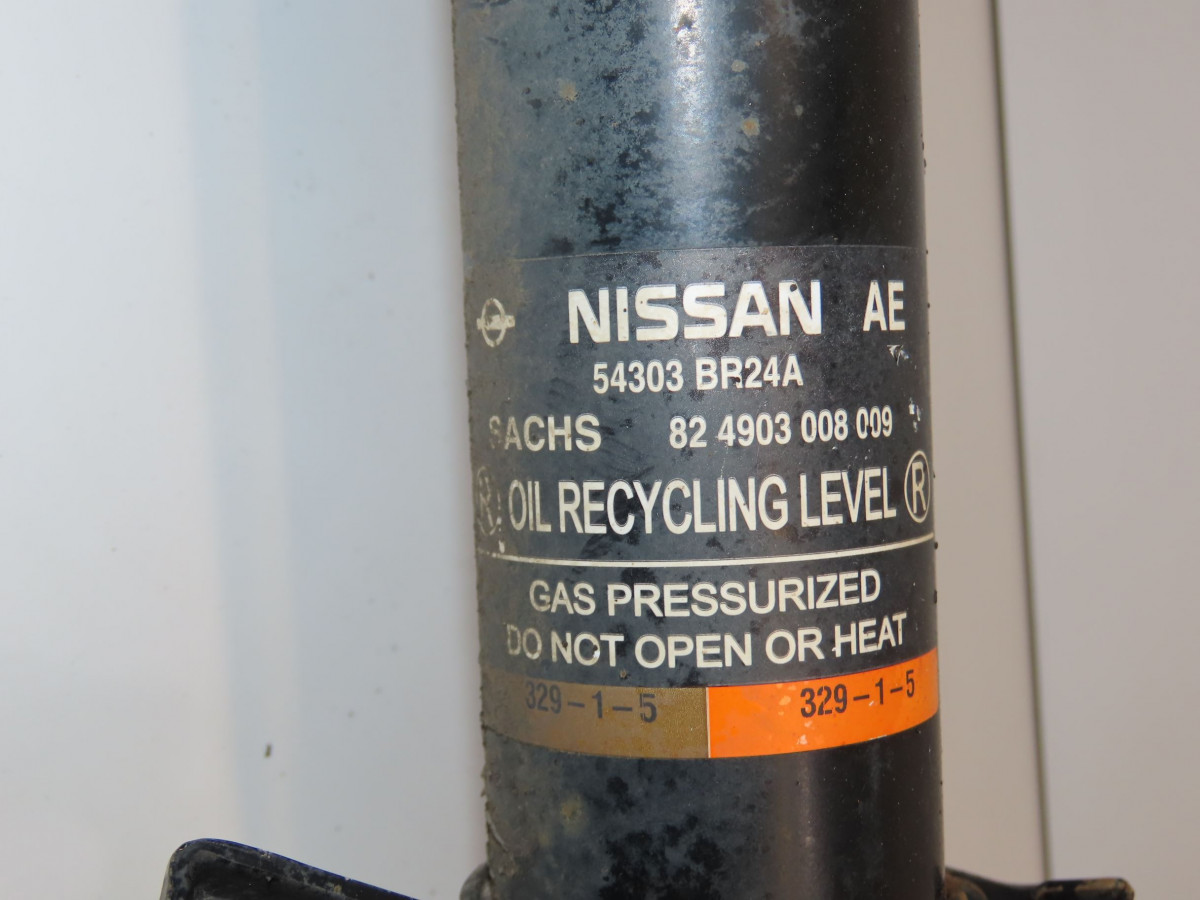 NISSAN AE
54303 BR24A
SACHS 82 4903 008 009
Ⓡ OIL RECYCLING LEVEL Ⓡ
GAS PRESSURIZED
DO NOT OPEN OR HEAT
329-1-5 329-1-5